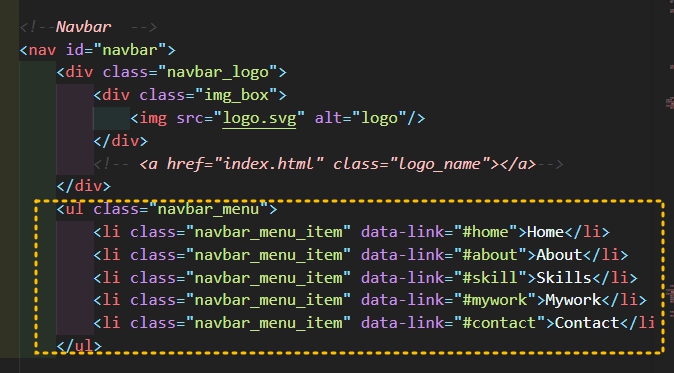 <!--Navbar  -->
<nav id="navbar">
<div class="navbar_logo">
<div class="img_box">
<img src="logo.svg" alt="logo"/>
</div>
<!-- <a href="index.html" class="logo_name"></a>-->
</div>
<ul class="navbar_menu">
<li class="navbar_menu_item" data-link="#home">Home</li>
<li class="navbar_menu_item" data-link="#about">About</li>
<li class="navbar_menu_item" data-link="#skill">Skills</li>
<li class="navbar_menu_item" data-link="#mywork">Mywork</li>
<li class="navbar_menu_item" data-link="#contact">Contact</li
</ul>